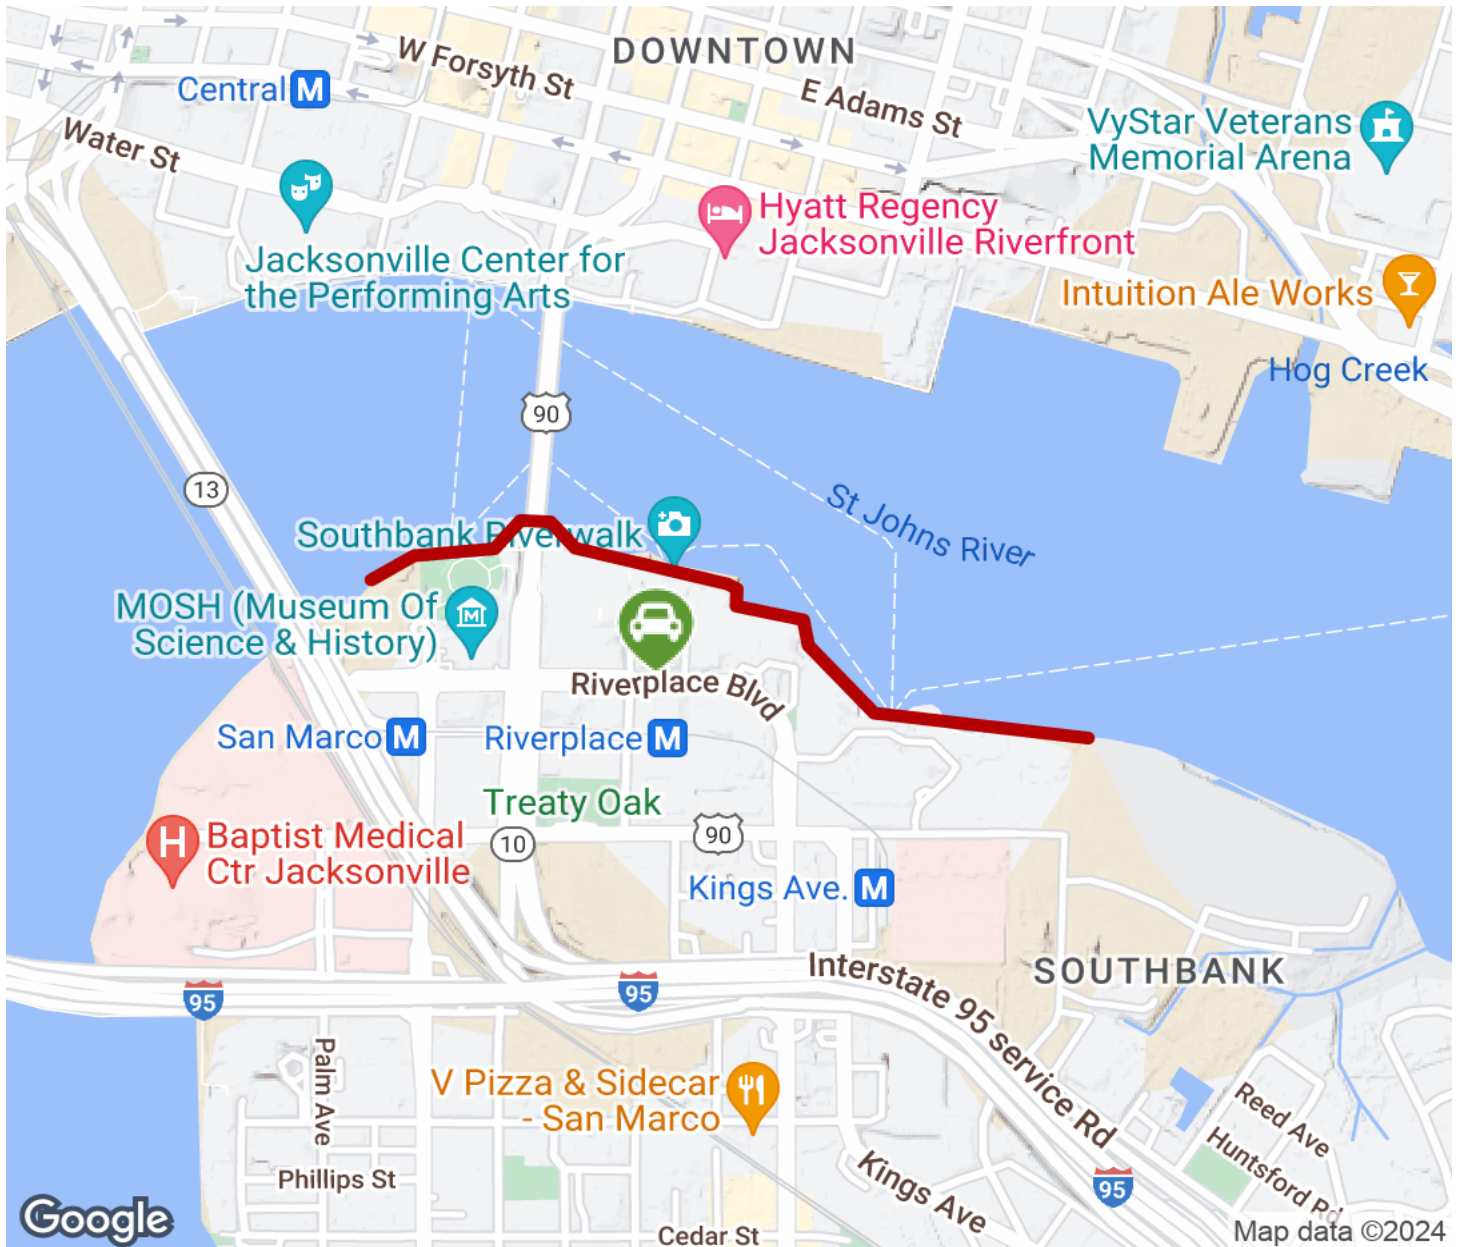 DOWNTOWN
W Forsyth St
Central M
E Adams St
VyStar Veterans
Memorial Arena
Water St
Hyatt Regency
Jacksonville Riverfront
Jacksonville Center for
the Performing Arts
Intuition Ale Works
Hog Creek
90
13
St Johns River
Southbank Riverwalk
MOSH (Museum Of
Science & History)
M
Riverplace Blvd
San Marco M
Riverplace M
Treaty Oak
90
10
H
Baptist Medical
Ctr Jacksonville
Kings Ave. M
Interstate 95 service Rd
SOUTHBANK
95
95
Palm Ave
V Pizza & Sidecar
- San Marco
Reed Ave
Huntsford Rd
Phillips St
Kings Ave
95
Google
Cedar St
Map data ©2024